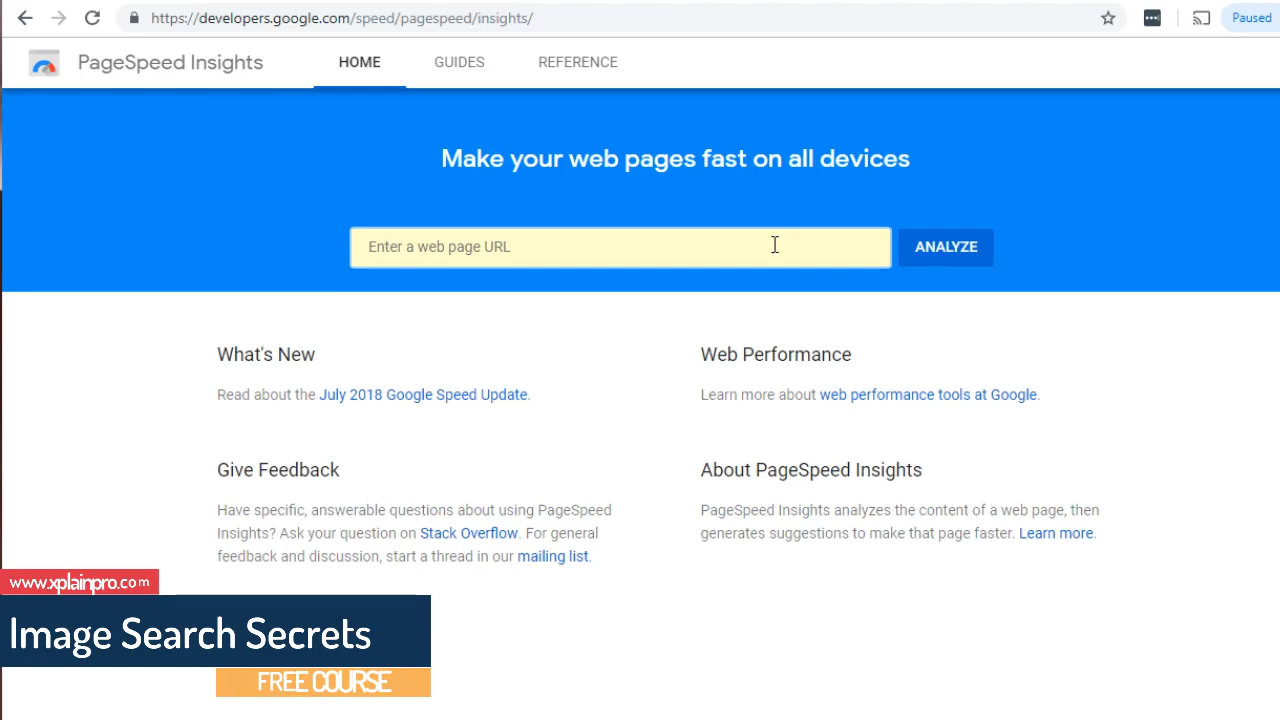 https://developers.google.com/speed/pagespeed/insights/
Paused
PageSpeed Insights
HOME
GUIDES
REFERENCE
Make your web pages fast on all devices
Enter a web page URL
ANALYZE
What's New
Read about the July 2018 Google Speed Update.
Web Performance
Learn more about web performance tools at Google.
Give Feedback
Have specific, answerable questions about using PageSpeed
Insights? Ask your question on Stack Overflow. For general
feedback and discussion, start a thread in our mailing list.
About PageSpeed Insights
PageSpeed Insights analyzes the content of a web page, then
generates suggestions to make that page faster. Learn more.
www.xplainpro.com
Image Search Secrets
FREE COURSE